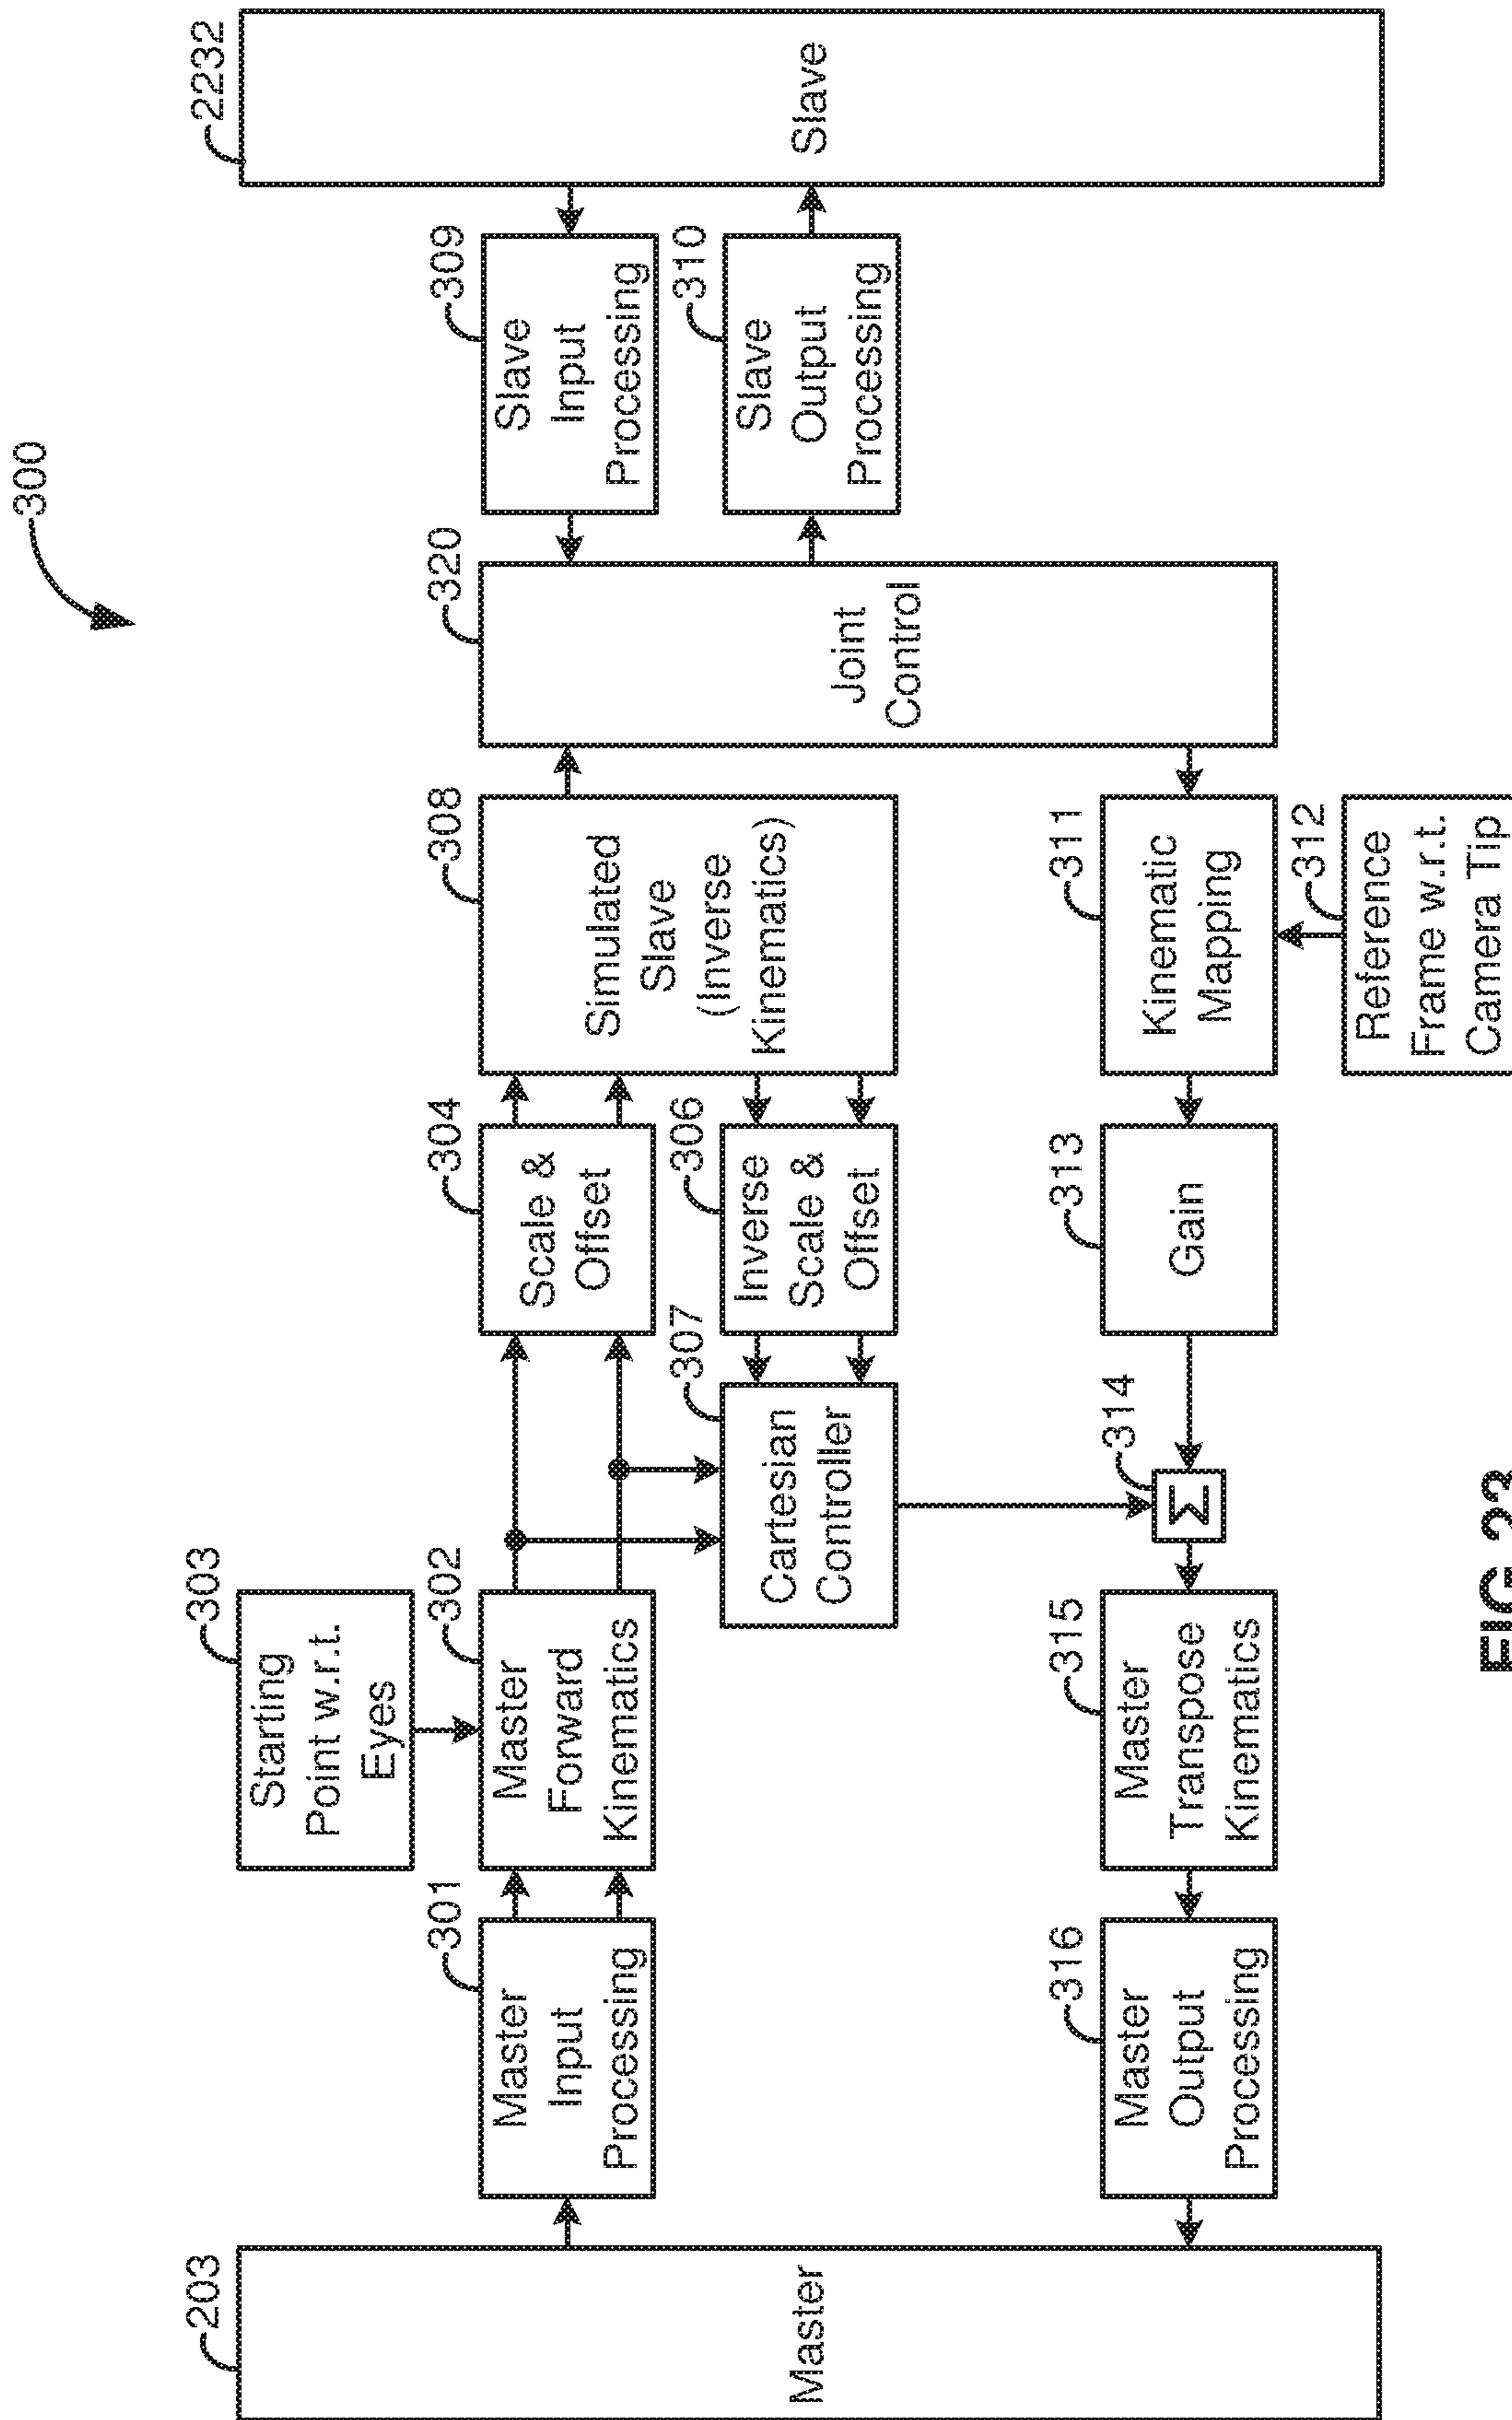 300
203
Master
301
Master
Input
Processing
303
Starting
Point w.r.t.
Eyes
302
Master
Forward
Kinematics
304
Scale &
Offset
308
Simulated
Slave
(Inverse
Kinematics)
320
Joint
Control
309
Slave
Input
Processing
2232
Slave
307
Cartesian
Controller
306
Inverse
Scale &
Offset
310
Slave
Output
Processing
316
Master
Output
Processing
315
Master
Transpose
Kinematics
314
Σ
313
Gain
311
Kinematic
Mapping
312
Reference
Frame w.r.t.
Camera Tip